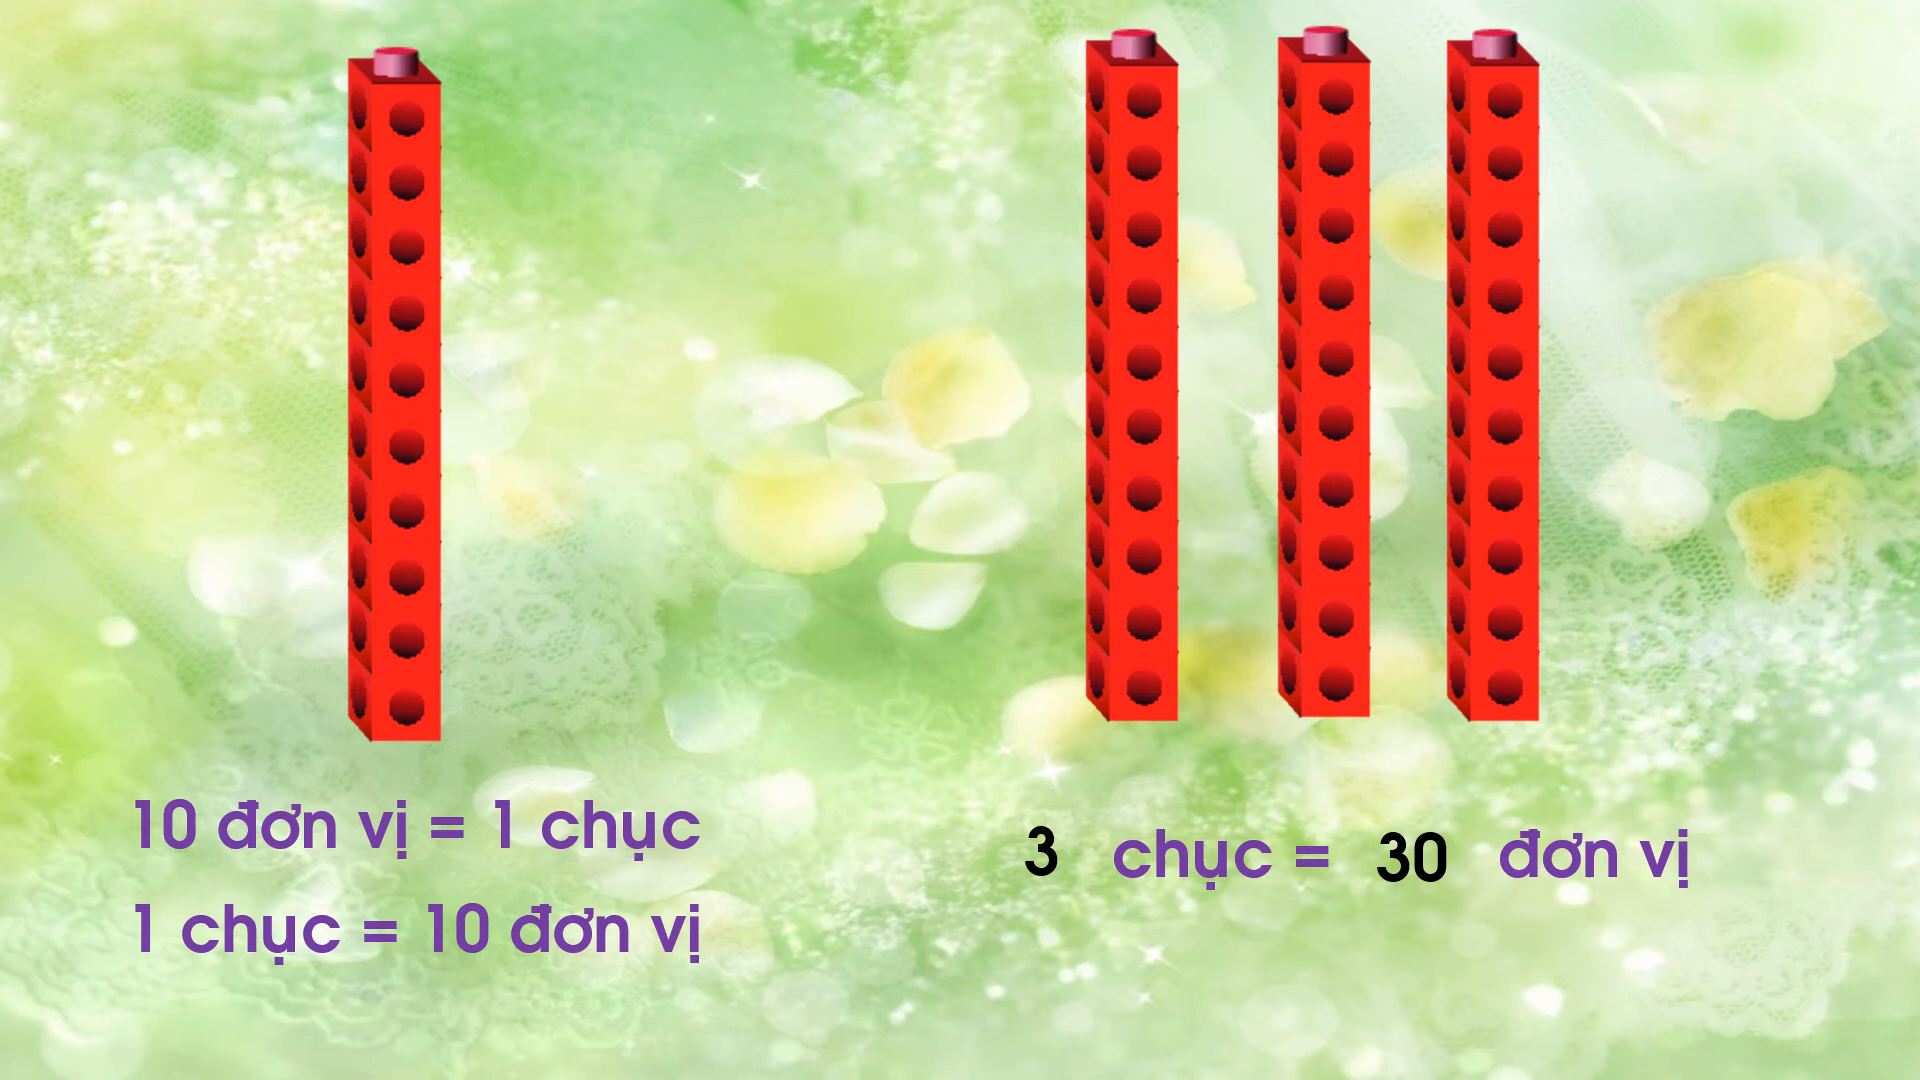 10 đơn vị = 1 chục
1 chục = 10 đơn vị
3 chục = 30 đơn vị